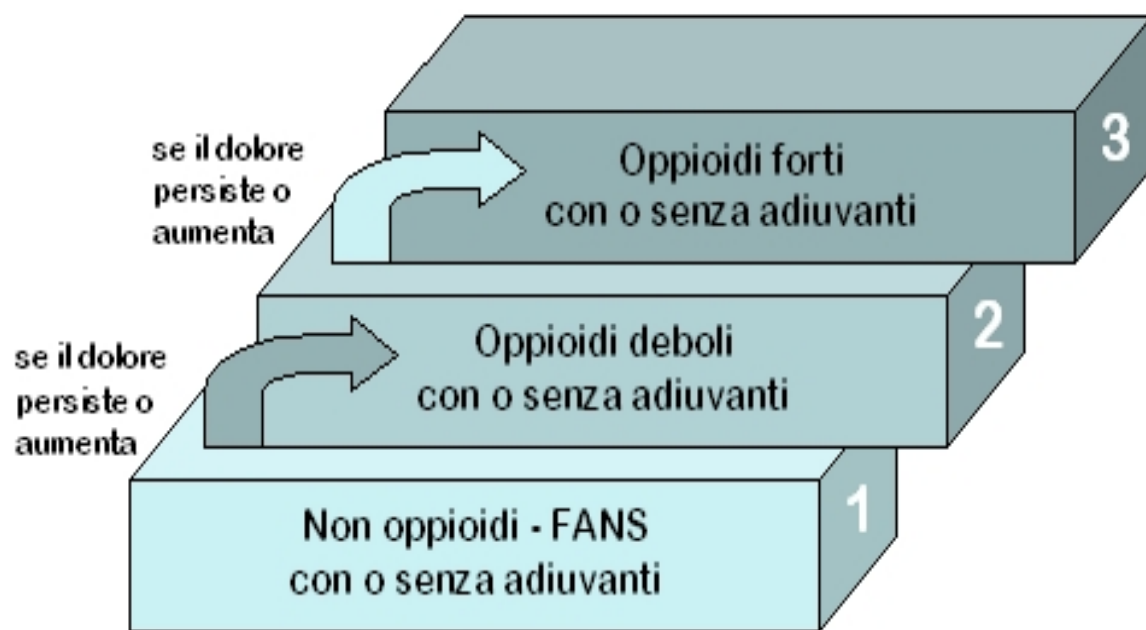 3
se il dolore
persiste o
aumenta
Oppioidi forti
con o senza adiuvanti
2
se il dolore
persiste o
aumenta
Oppioidi deboli
con o senza adiuvanti
1
Non oppioidi - FANS
con o senza adiuvanti